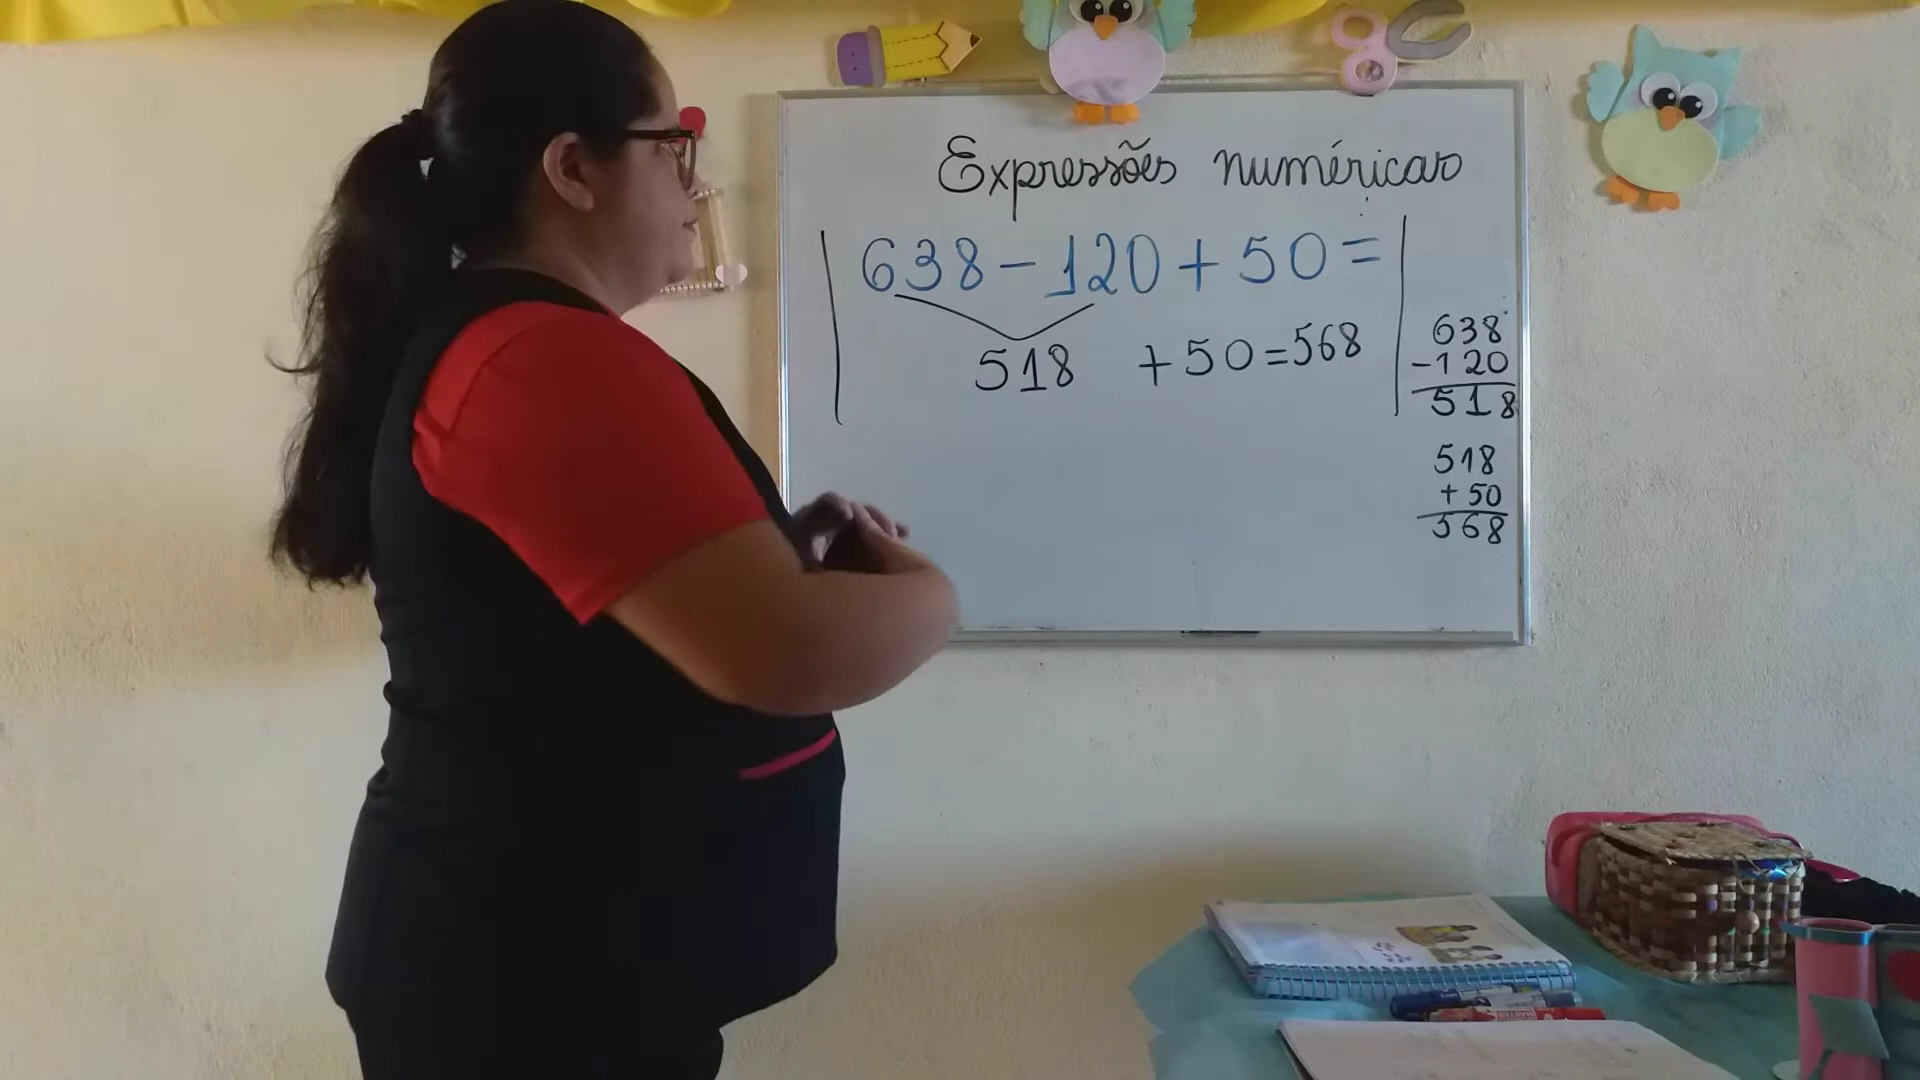 Expressões numéricas
638 - 120 + 50 =
518 + 50 = 568
638
- 120
518
518
+ 50
568